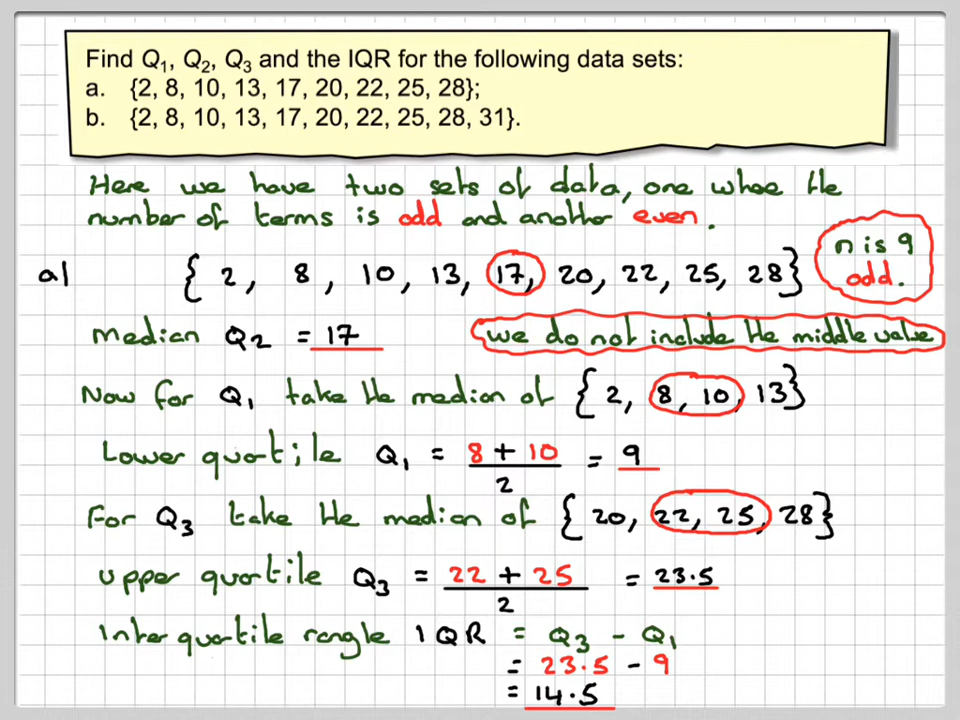 Find Q₁, Q₂, Q₃ and the IQR for the following data sets:
a. {2, 8, 10, 13, 17, 20, 22, 25, 28};
b. {2, 8, 10, 13, 17, 20, 22, 25, 28, 31}.
Here we have two sets of data, one whoe the
number of terms is odd and another even.
n is 9
odd.
a) { 2, 8, 10, 13, 17, 20, 22, 25, 28}
Median Q₂ = 17 we do not include the middle value
Now for Q₁ take the median of {2, 8, 10, 13}
Lower quartile Q₁ = 8 + 10 / 2 = 9
For Q₃ take the median of {20, 22, 25, 28}
upper quartile Q₃ = 22 + 25 / 2 = 23.5
Inter quartile range IQR = Q₃ - Q₁
= 23.5 - 9
= 14.5